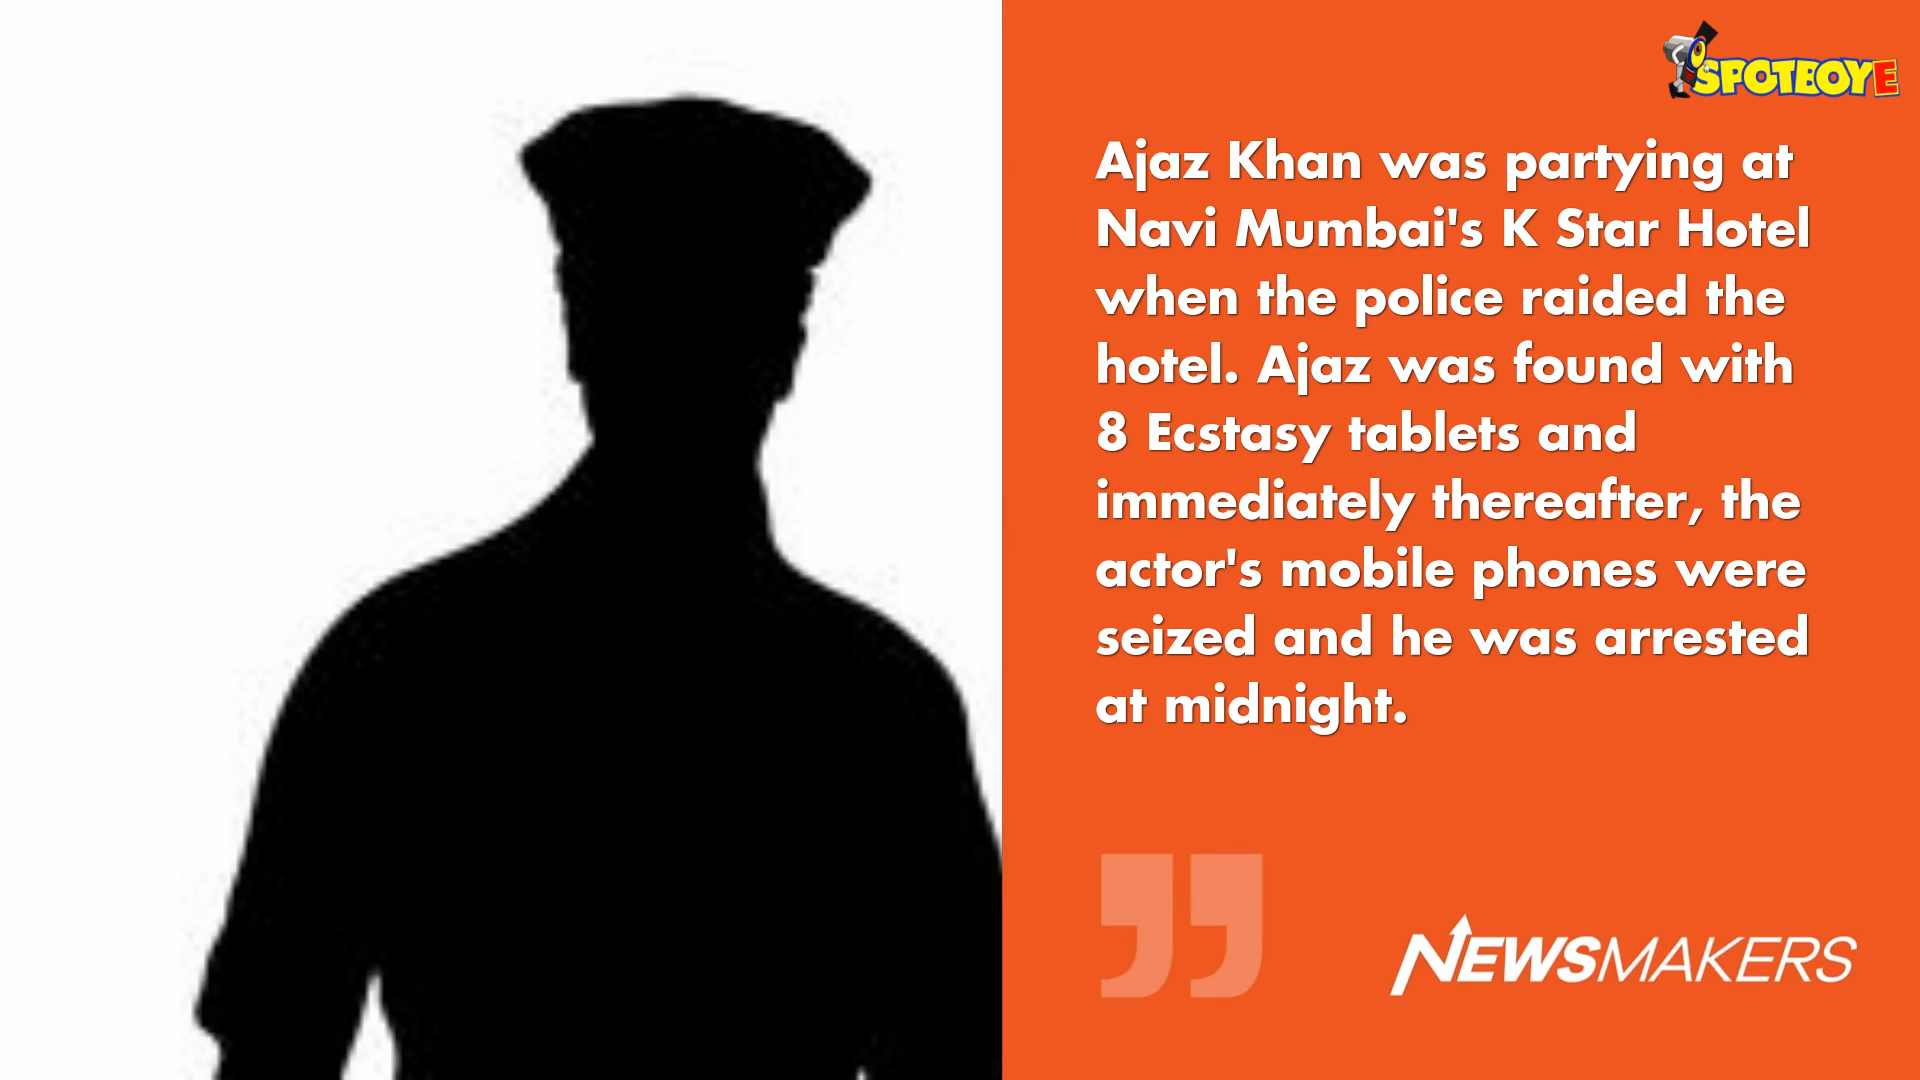 SPOTBOYE
Ajaz Khan was partying at
Navi Mumbai's K Star Hotel
when the police raided the
hotel. Ajaz was found with
8 Ecstasy tablets and
immediately thereafter, the
actor's mobile phones were
seized and he was arrested
at midnight.
”
NEWSMAKERS